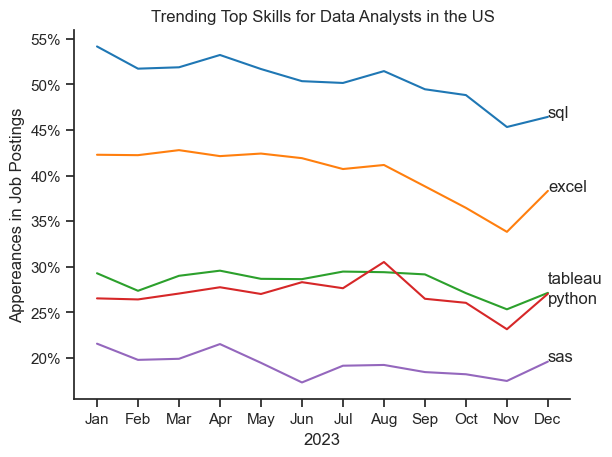 Trending Top Skills for Data Analysts in the US
Appereances in Job Postings
55%
50%
45%
40%
35%
30%
25%
20%
sql
excel
tableau
python
sas
Jan Feb Mar Apr May Jun Jul Aug Sep Oct Nov Dec
2023